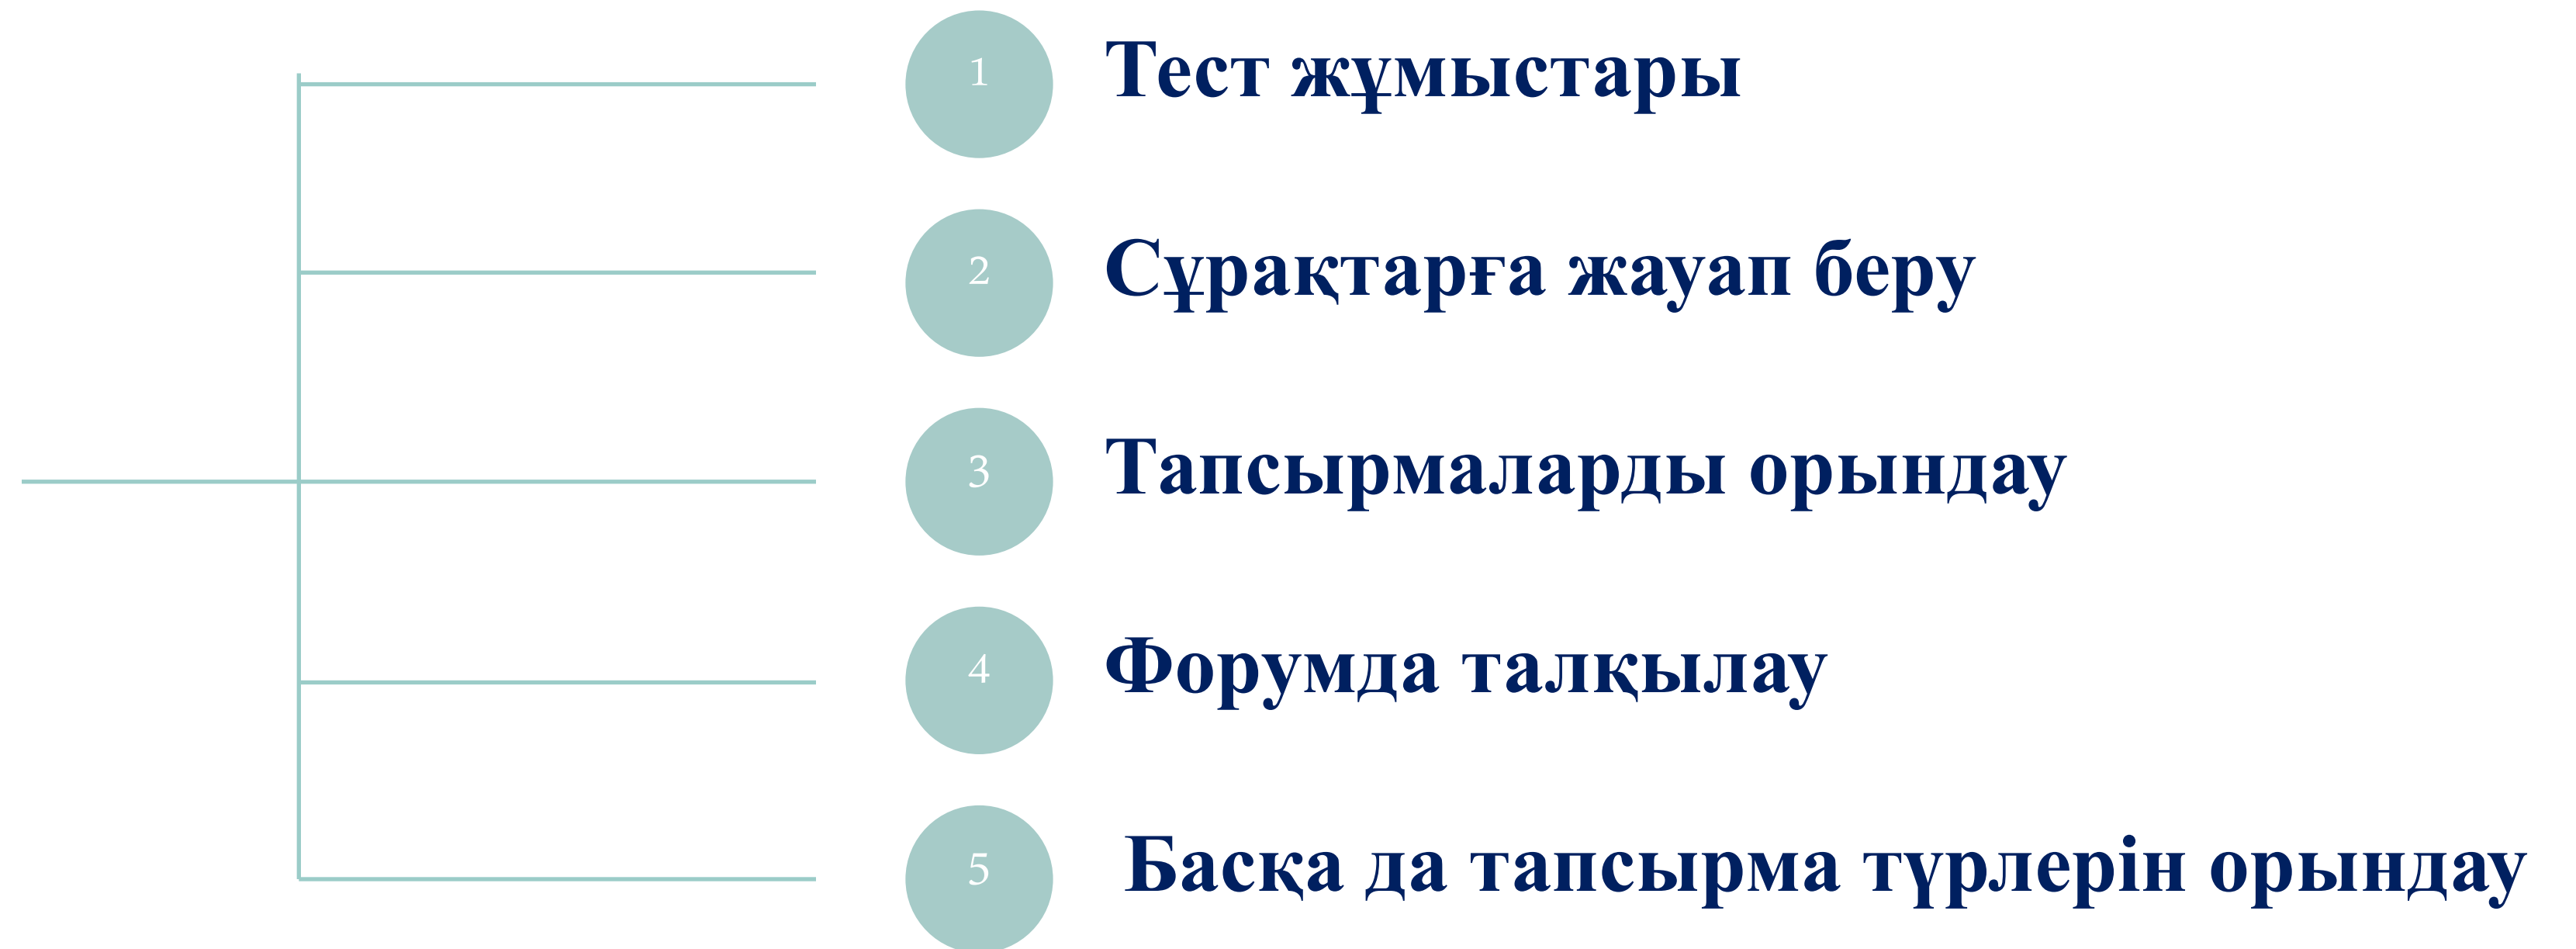 1 Тест жұмыстары
2 Сұрақтарға жауап беру
3 Тапсырмаларды орындау
4 Форумда талқылау
5 Басқа да тапсырма түрлерін орындау